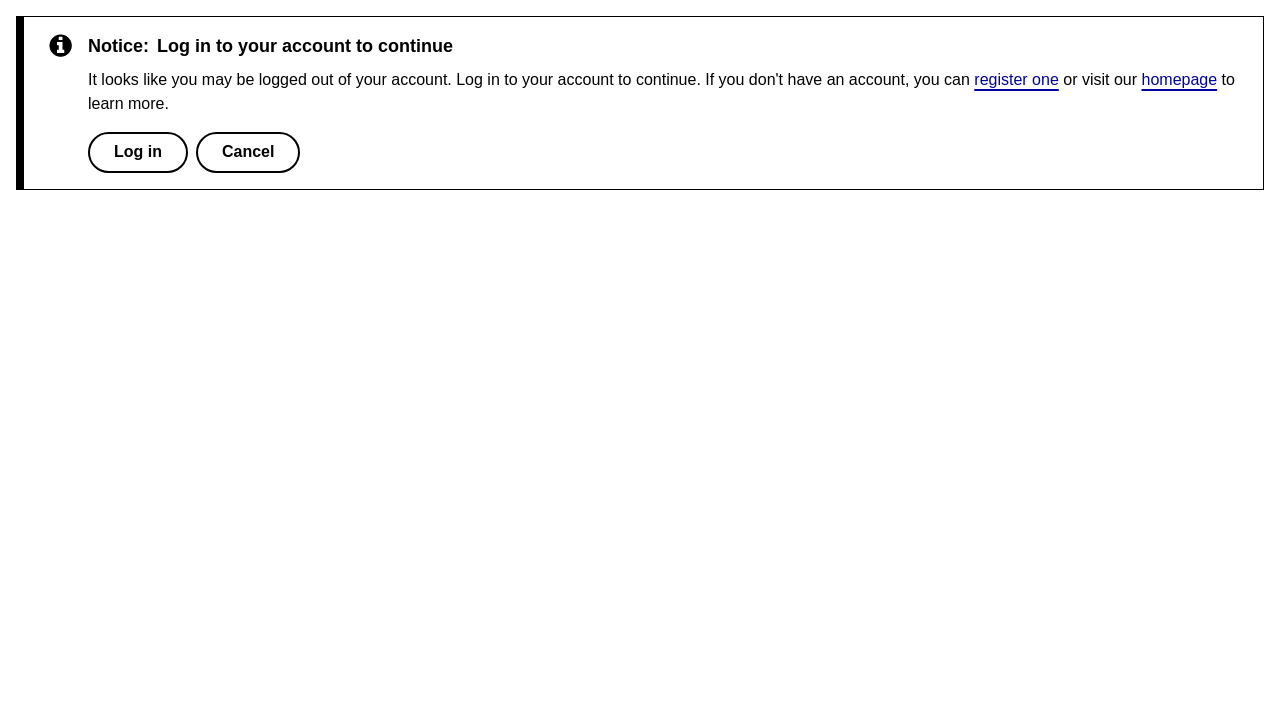 Notice: Log in to your account to continue
It looks like you may be logged out of your account. Log in to your account to continue. If you don't have an account, you can register one or visit our homepage to
learn more.
Log in Cancel